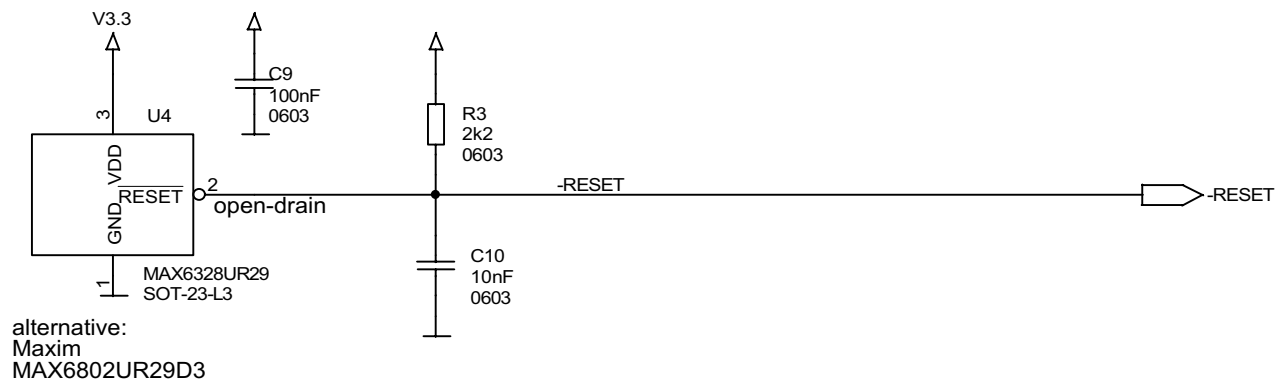 V3.3
C9
100nF
0603
3
U4
R3
2k2
0603
VDD
GND
RESET
2
open-drain
-RESET
-RESET
C10
10nF
0603
1
MAX6328UR29
SOT-23-L3
alternative:
Maxim
MAX6802UR29D3